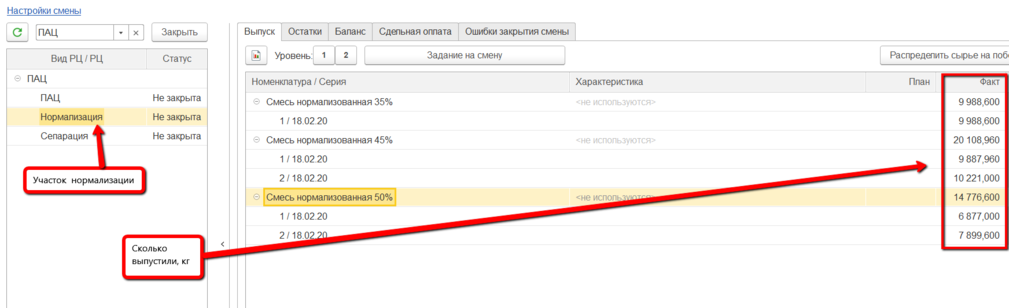 Настройки смены
ПАЦ
Закрыть
Вид РЦ / РЦ Статус
ПАЦ
ПАЦ Не закрыта
Нормализация Не закрыта
Сепарация Не закрыта
Участок нормализации
Сколько
выпустили, кг
Выпуск Остатки Баланс Сдельная оплата Ошибки закрытия смены
Уровень: 1 2 Задание на смену Распределить сырье на побо
Номенклатура / Серия Характеристика План Факт
Смесь нормализованная 35% <не используются> 9 988,600
1 / 18.02.20 9 988,600
Смесь нормализованная 45% <не используются> 20 108,960
1 / 18.02.20 9 887,960
2 / 18.02.20 10 221,000
Смесь нормализованная 50% <не используются> 14 776,600
1 / 18.02.20 6 877,000
2 / 18.02.20 7 899,600